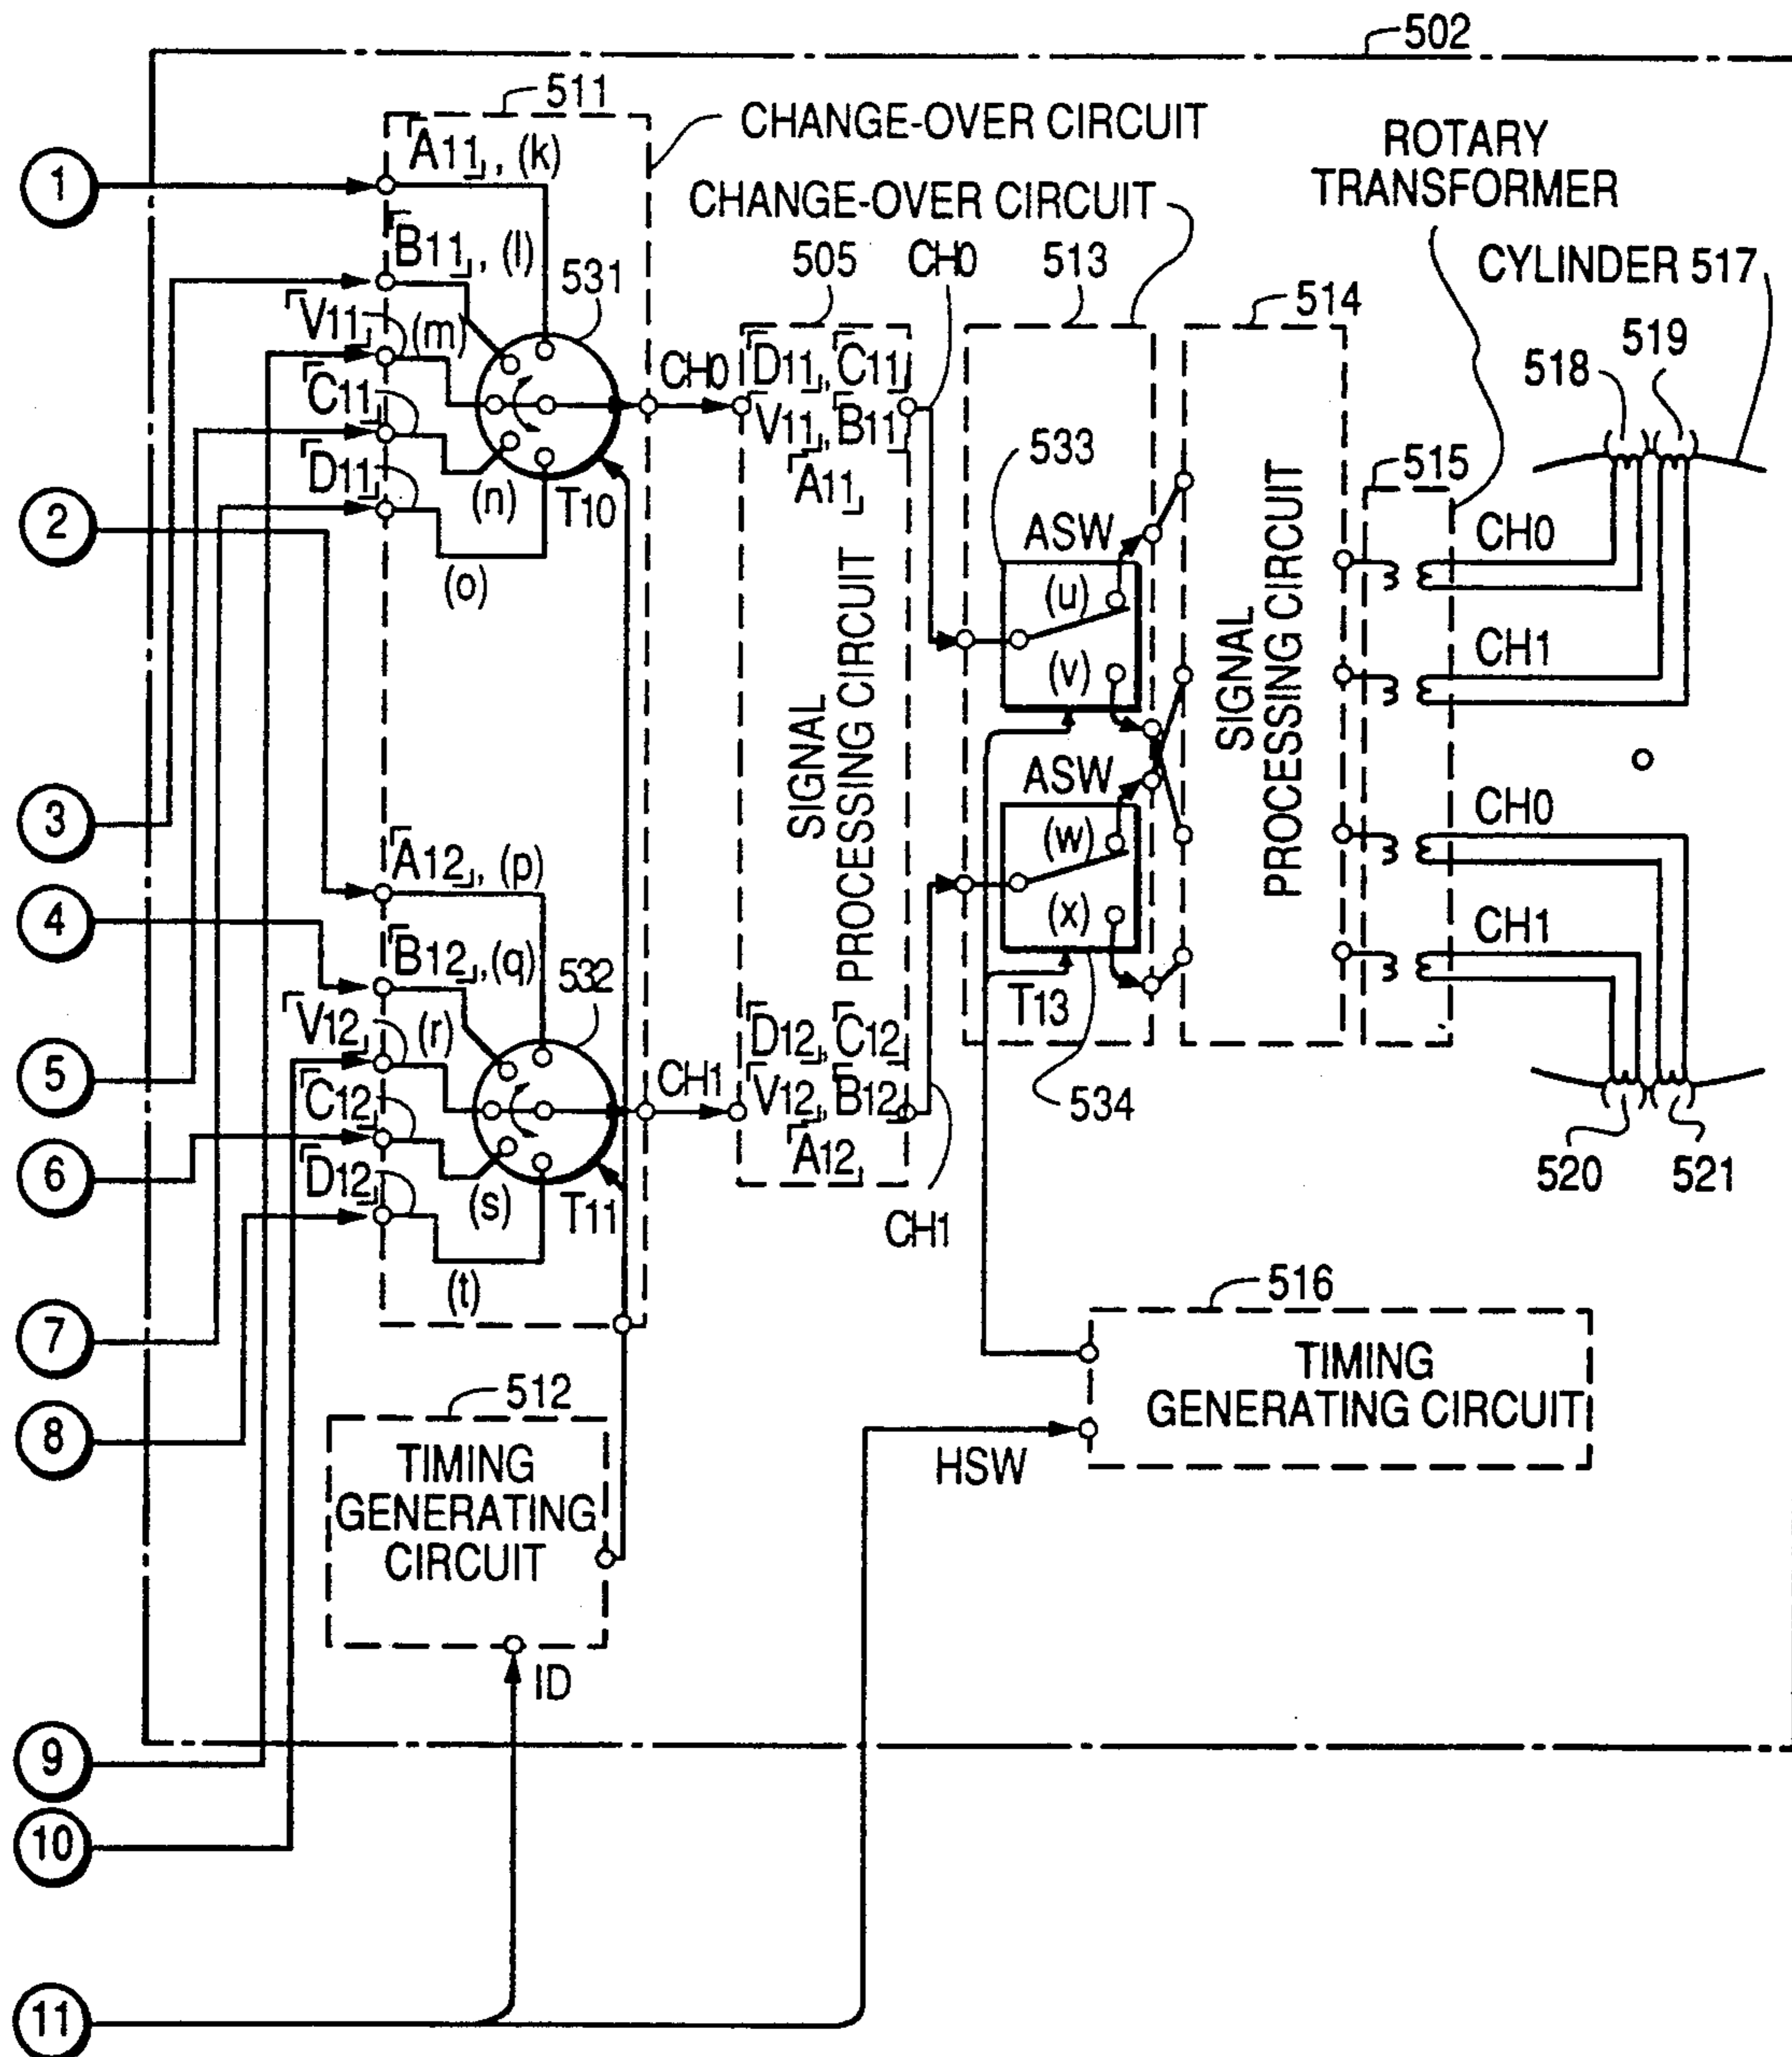 502
511
CHANGE-OVER CIRCUIT
「A11」, (k)
1
ROTARY
TRANSFORMER
CHANGE-OVER CIRCUIT
「B11」, (l)
531
505
CH0
513
CYLINDER 517
514
「V11」
(m)
518
519
CH0
「D11」, 「C11」
「V11」, 「B11」
「A11」
「C11」
「D11」
(n)
T10
533
515
2
(o)
ASW
(u)
(v)
CH0
CH1
SIGNAL
PROCESSING CIRCUIT
SIGNAL
PROCESSING CIRCUIT
3
ASW
(w)
(x)
CH0
CH1
「A12」, (p)
4
「B12」, (q)
532
T13
534
「V12」
(r)
5
CH1
「D12」, 「C12」
「V12」, 「B12」
「A12」
「C12」
6
「D12」
(s)
T11
520
521
CH1
(t)
516
7
TIMING
GENERATING CIRCUIT
512
8
TIMING
GENERATING
CIRCUIT
HSW
ID
9
10
11